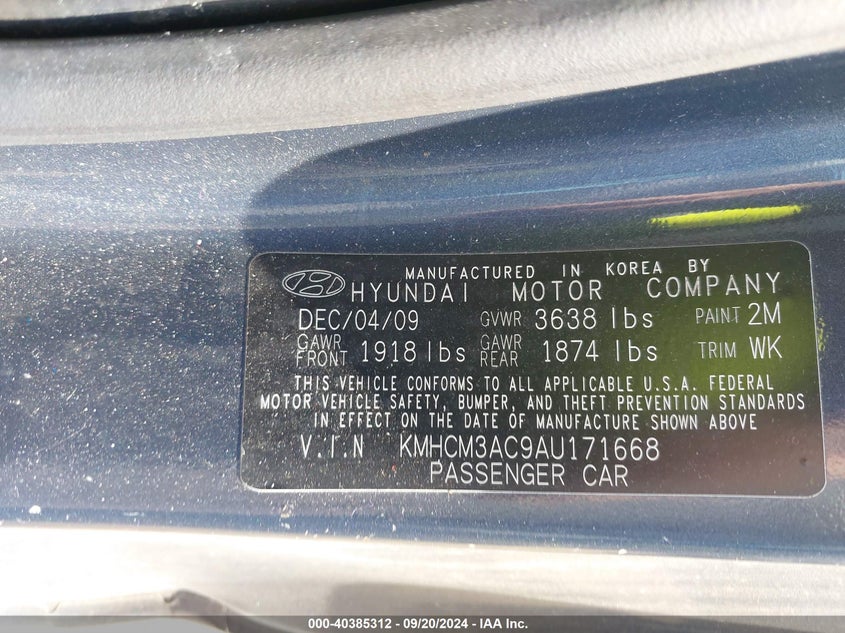 MANUFACTURED IN KOREA BY
HYUNDAI MOTOR COMPANY
DEC/04/09 GVWR 3638 lbs PAINT 2M
GAWR FRONT 1918 lbs GAWR REAR 1874 lbs TRIM WK
THIS VEHICLE CONFORMS TO ALL APPLICABLE U.S.A. FEDERAL
MOTOR VEHICLE SAFETY, BUMPER, AND THEFT PREVENTION STANDARDS
IN EFFECT ON THE DATE OF MANUFACTURE SHOWN ABOVE
V.I.N KMHCM3AC9AU171668
PASSENGER CAR
000-40385312 - 09/20/2024 - IAA Inc.